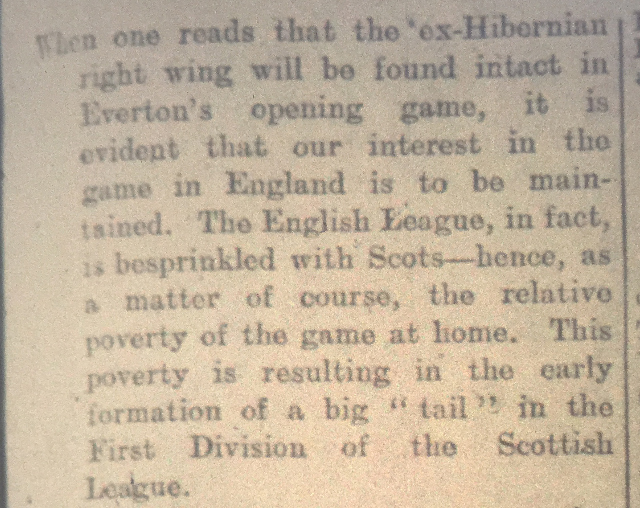 When one reads that the ex-Hibernian
right wing will be found intact in
Everton's opening game, it is
evident that our interest in the
game in England is to be main-
tained. The English League, in fact,
is besprinkled with Scots—hence, as
a matter of course, the relative
poverty of the game at home. This
poverty is resulting in the early
formation of a big "tail" in the
First Division of the Scottish
League.